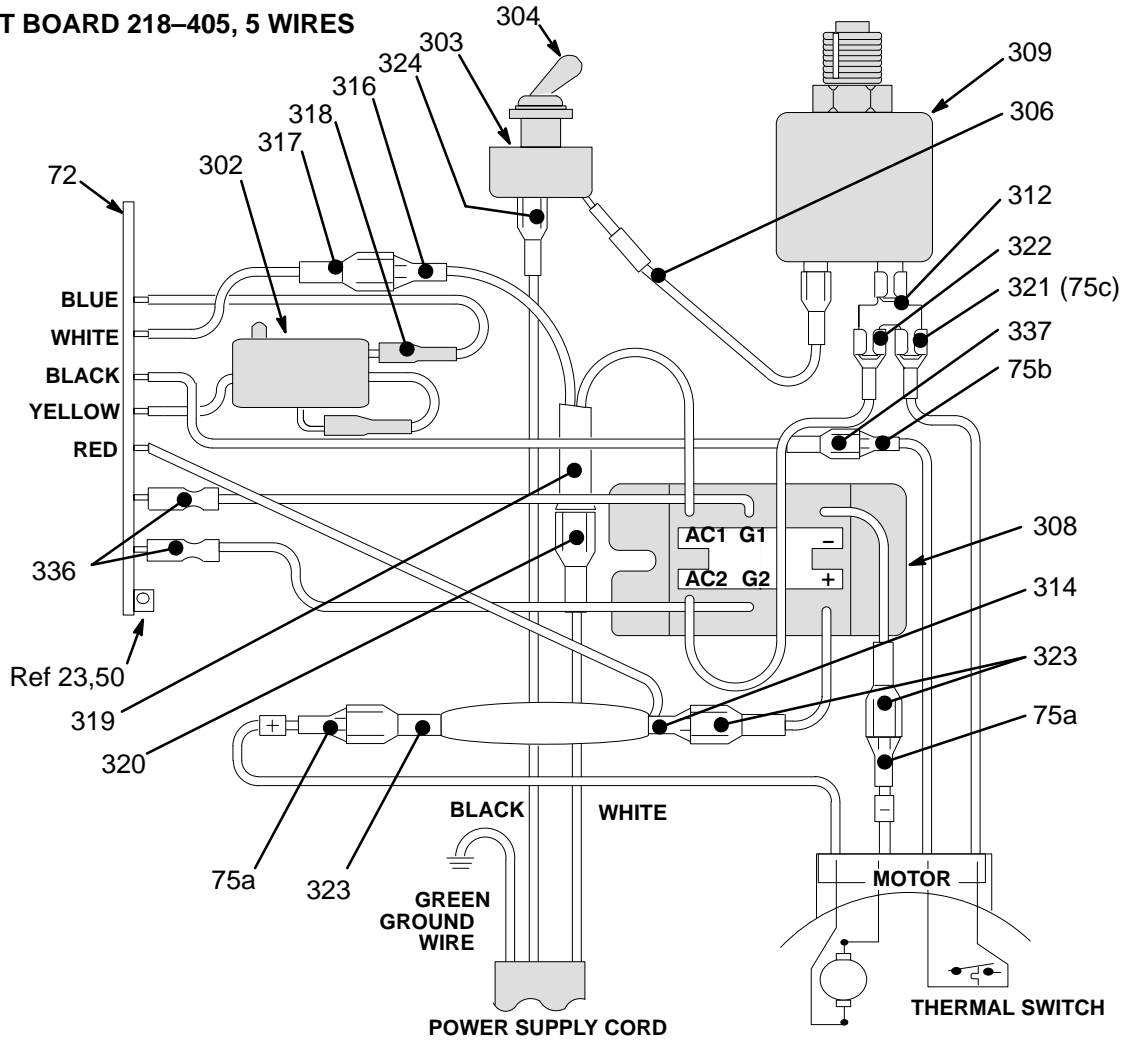 T BOARD 218–405, 5 WIRES
304
303
324
316
318
317
302
72
309
306
312
322
321 (75c)
337
75b
BLUE
WHITE
BLACK
YELLOW
RED
AC1 G1 –
AC2 G2 +
308
314
323
75a
336
Ref 23,50
319
320
+
–
BLACK
WHITE
75a
323
GREEN
GROUND
WIRE
MOTOR
THERMAL SWITCH
POWER SUPPLY CORD